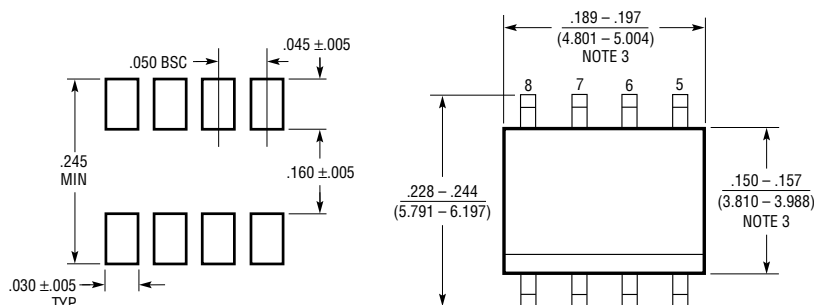 .050 BSC
.045 ±.005
.245
MIN
.160 ±.005
.030 ±.005
TYP
.189 – .197
(4.801 – 5.004)
NOTE 3
8 7 6 5
.228 – .244
(5.791 – 6.197)
.150 – .157
(3.810 – 3.988)
NOTE 3